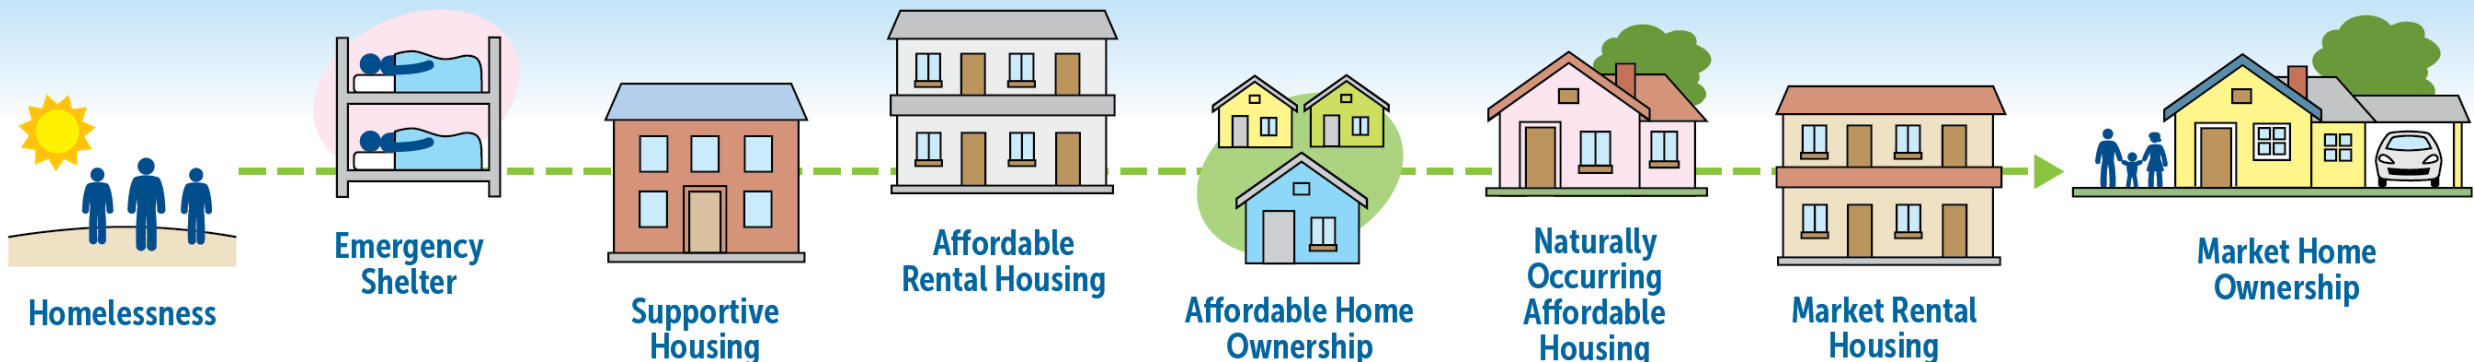 Homelessness
Emergency
Shelter
Supportive
Housing
Affordable
Rental Housing
Affordable Home
Ownership
Naturally
Occurring
Affordable
Housing
Market Rental
Housing
Market Home
Ownership